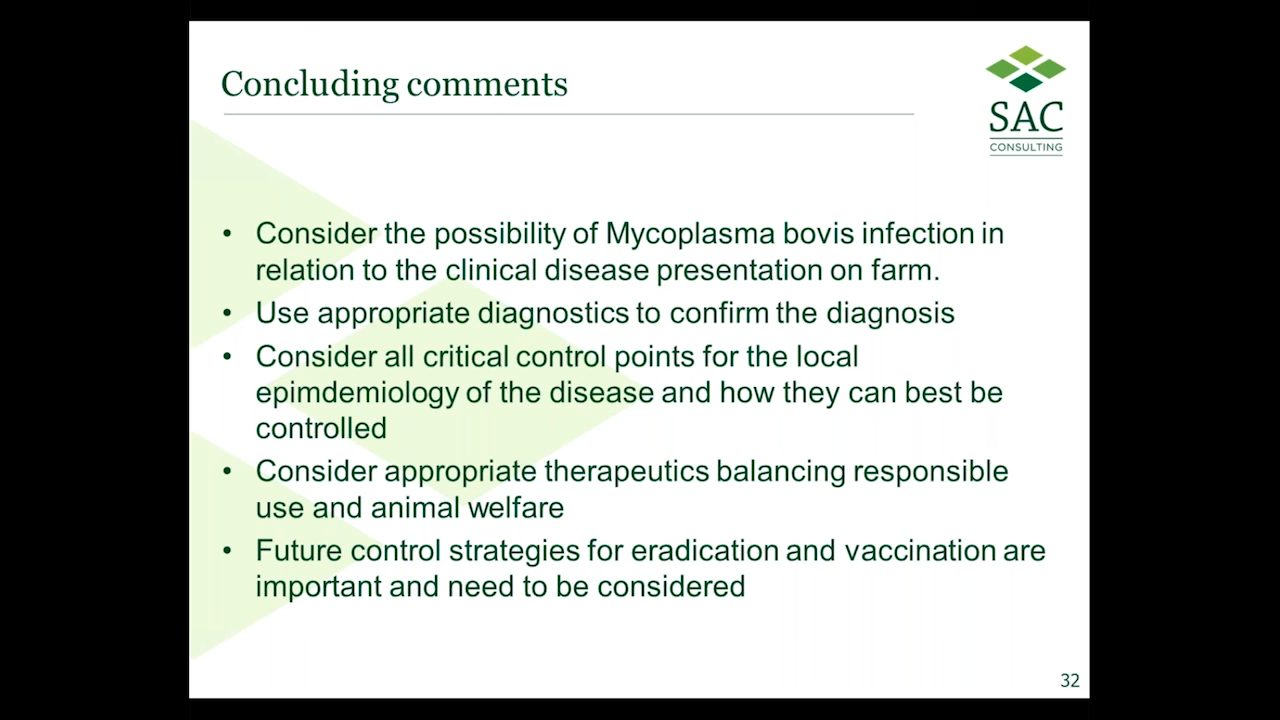 Concluding comments
SAC
CONSULTING
• Consider the possibility of Mycoplasma bovis infection in
relation to the clinical disease presentation on farm.
• Use appropriate diagnostics to confirm the diagnosis
• Consider all critical control points for the local
epimdemiology of the disease and how they can best be
controlled
• Consider appropriate therapeutics balancing responsible
use and animal welfare
• Future control strategies for eradication and vaccination are
important and need to be considered
32